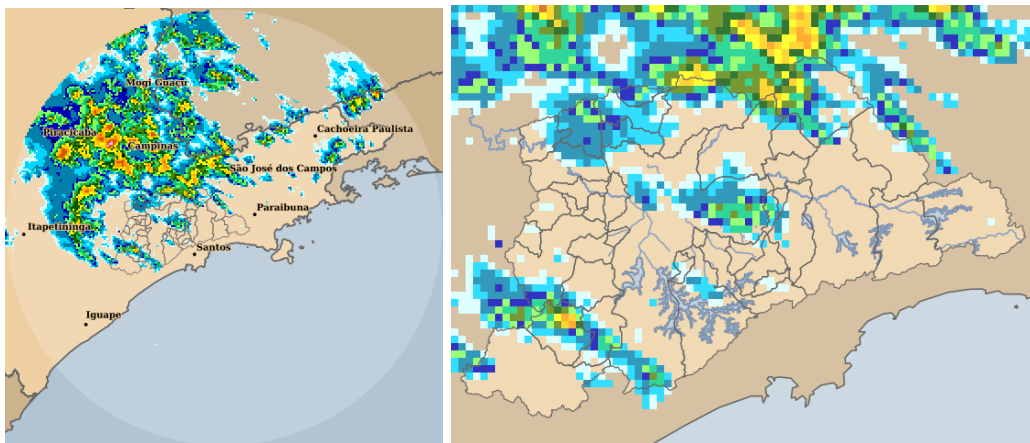 Mogi Guaçu
Piracicaba
Cachoeira Paulista
Campinas
São José dos Campos
Paraibuna
Itapetininga
Santos
Iguape